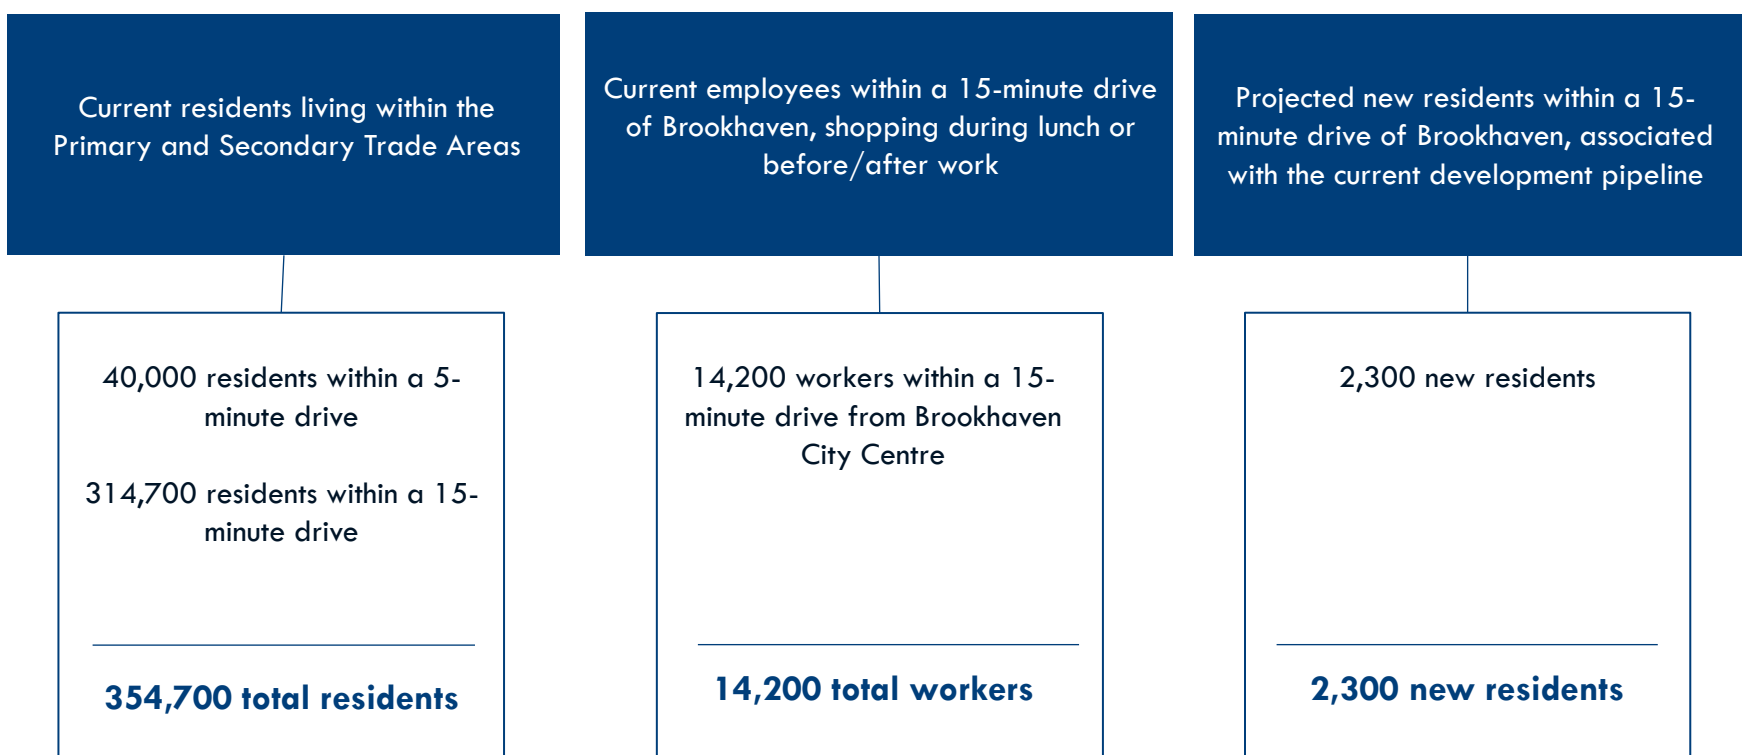 Current residents living within the
Primary and Secondary Trade Areas
Current employees within a 15-minute drive
of Brookhaven, shopping during lunch or
before/after work
Projected new residents within a 15-
minute drive of Brookhaven, associated
with the current development pipeline
40,000 residents within a 5-
minute drive
314,700 residents within a 15-
minute drive
354,700 total residents
14,200 workers within a 15-
minute drive from Brookhaven
City Centre
14,200 total workers
2,300 new residents
2,300 new residents